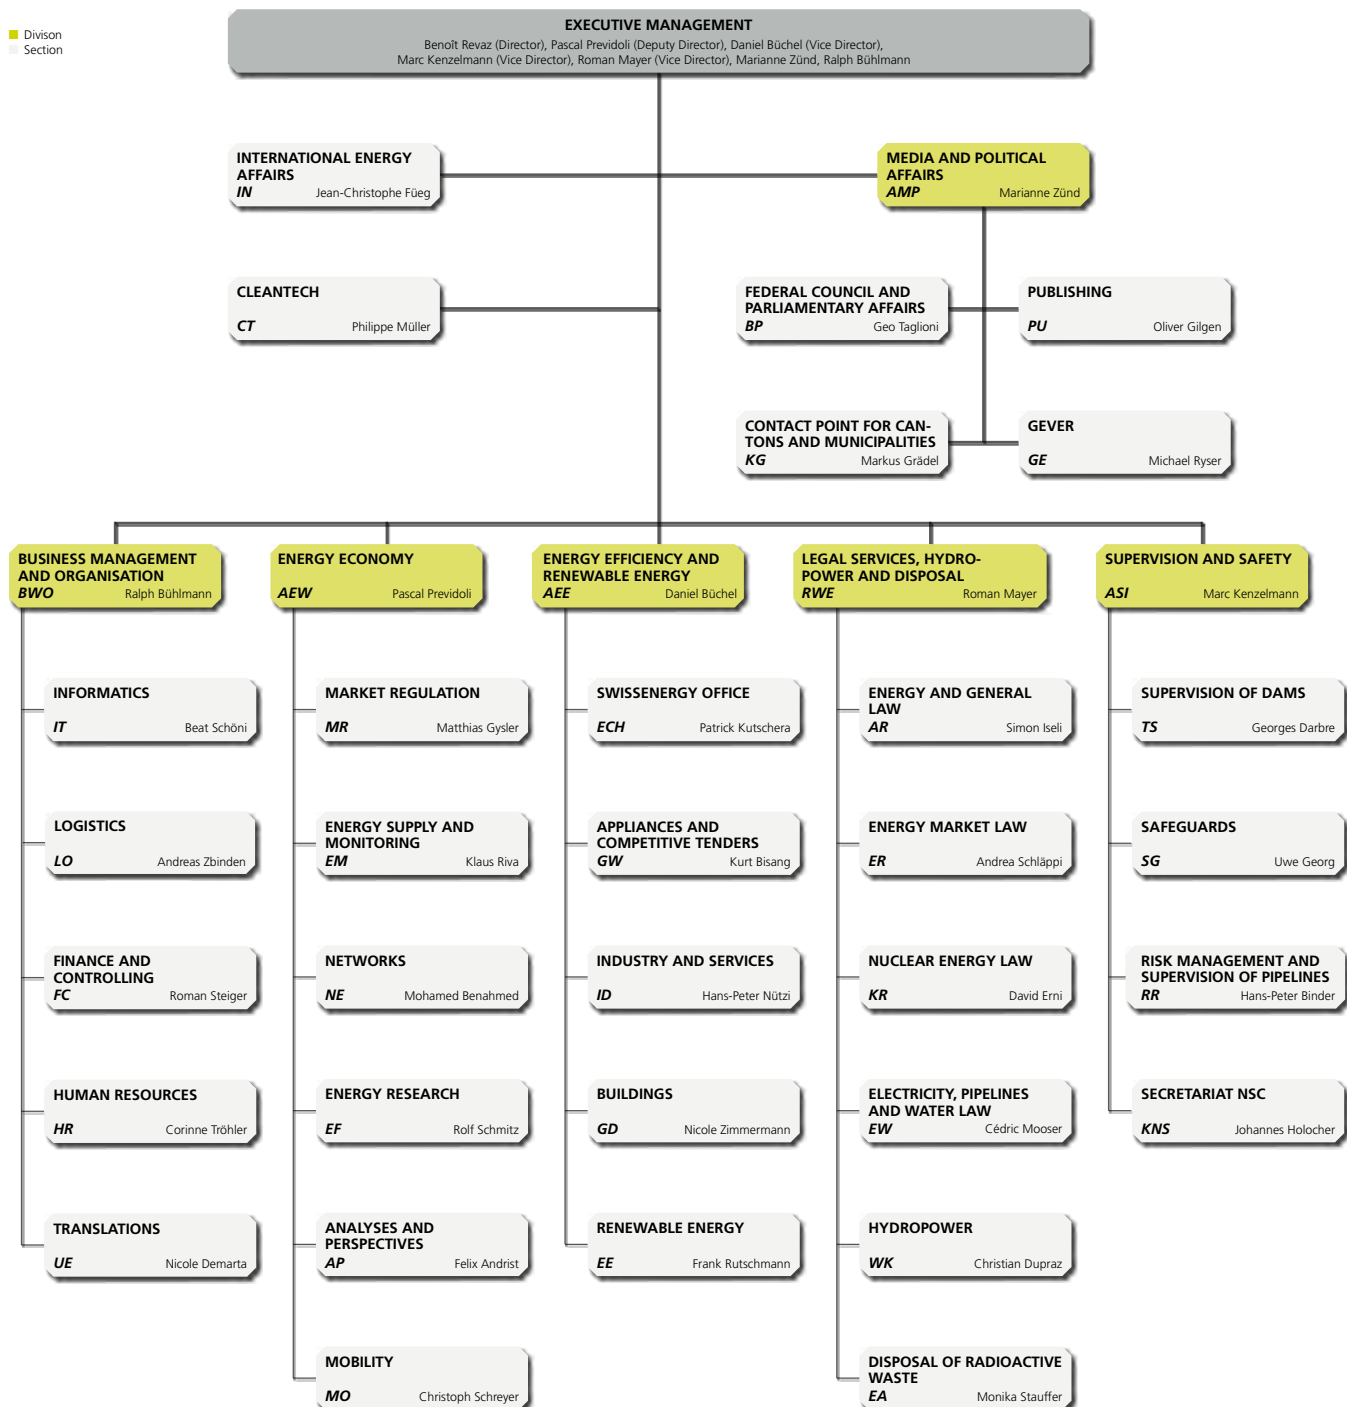 Divison
Section
EXECUTIVE MANAGEMENT
Benoît Revaz (Director), Pascal Previdoli (Deputy Director), Daniel Büchel (Vice Director),
Marc Kenzelmann (Vice Director), Roman Mayer (Vice Director), Marianne Zünd, Ralph Bühlmann
INTERNATIONAL ENERGY
AFFAIRS
IN Jean-Christophe Füeg
MEDIA AND POLITICAL
AFFAIRS
AMP Marianne Zünd
CLEANTECH
CT Philippe Müller
FEDERAL COUNCIL AND
PARLIAMENTARY AFFAIRS
BP Geo Taglioni
PUBLISHING
PU Oliver Gilgen
CONTACT POINT FOR CAN-
TONS AND MUNICIPALITIES
KG Markus Grädel
GEVER
GE Michael Ryser
BUSINESS MANAGEMENT
AND ORGANISATION
BWO Ralph Bühlmann
INFORMATICS
IT Beat Schöni
LOGISTICS
LO Andreas Zbinden
FINANCE AND
CONTROLLING
FC Roman Steiger
HUMAN RESOURCES
HR Corinne Tröhler
TRANSLATIONS
UE Nicole Demarta
ENERGY ECONOMY
AEW Pascal Previdoli
MARKET REGULATION
MR Matthias Gysler
ENERGY SUPPLY AND
MONITORING
EM Klaus Riva
NETWORKS
NE Mohamed Benahmed
ENERGY RESEARCH
EF Rolf Schmitz
ANALYSES AND
PERSPECTIVES
AP Felix Andrist
MOBILITY
MO Christoph Schreyer
ENERGY EFFICIENCY AND
RENEWABLE ENERGY
AEE Daniel Büchel
SWISSENERGY OFFICE
ECH Patrick Kutschera
APPLIANCES AND
COMPETITIVE TENDERS
GW Kurt Bisang
INDUSTRY AND SERVICES
ID Hans-Peter Nützi
BUILDINGS
GD Nicole Zimmermann
RENEWABLE ENERGY
EE Frank Rutschmann
LEGAL SERVICES, HYDRO-
POWER AND DISPOSAL
RWE Roman Mayer
ENERGY AND GENERAL
LAW
AR Simon Iseli
ENERGY MARKET LAW
ER Andrea Schläppi
NUCLEAR ENERGY LAW
KR David Erni
ELECTRICITY, PIPELINES
AND WATER LAW
EW Cédric Mooser
HYDROPOWER
WK Christian Dupraz
DISPOSAL OF RADIOACTIVE
WASTE
EA Monika Stauffer
SUPERVISION AND SAFETY
ASI Marc Kenzelmann
SUPERVISION OF DAMS
TS Georges Darbre
SAFEGUARDS
SG Uwe Georg
RISK MANAGEMENT AND
SUPERVISION OF PIPELINES
RR Hans-Peter Binder
SECRETARIAT NSC
KNS Johannes Holocher